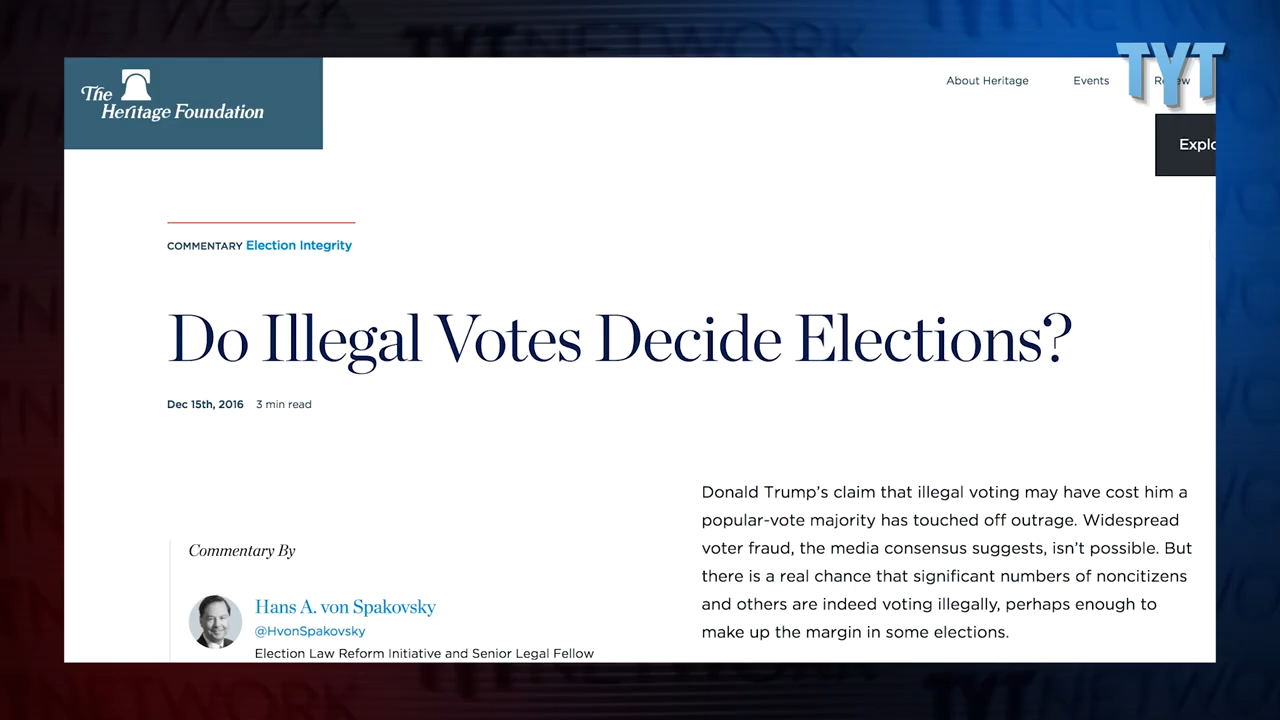 TYT NETWORK
TYT
The
Heritage Foundation
About Heritage
Events
Explo
COMMENTARY Election Integrity
Do Illegal Votes Decide Elections?
Dec 15th, 2016 3 min read
Donald Trump’s claim that illegal voting may have cost him a
popular-vote majority has touched off outrage. Widespread
voter fraud, the media consensus suggests, isn’t possible. But
there is a real chance that significant numbers of noncitizens
and others are indeed voting illegally, perhaps enough to
make up the margin in some elections.
Commentary By
Hans A. von Spakovsky
@HvonSpakovsky
Election Law Reform Initiative and Senior Legal Fellow